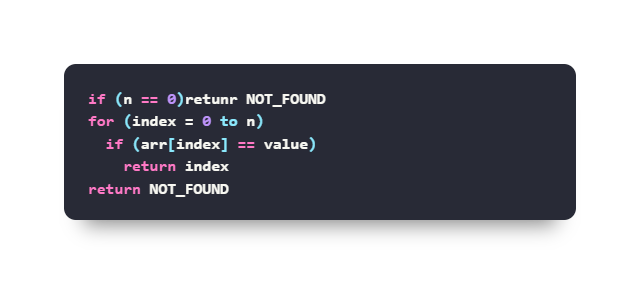 if (n == 0)retunr NOT_FOUND
for (index = 0 to n)
  if (arr[index] == value)
    return index
return NOT_FOUND